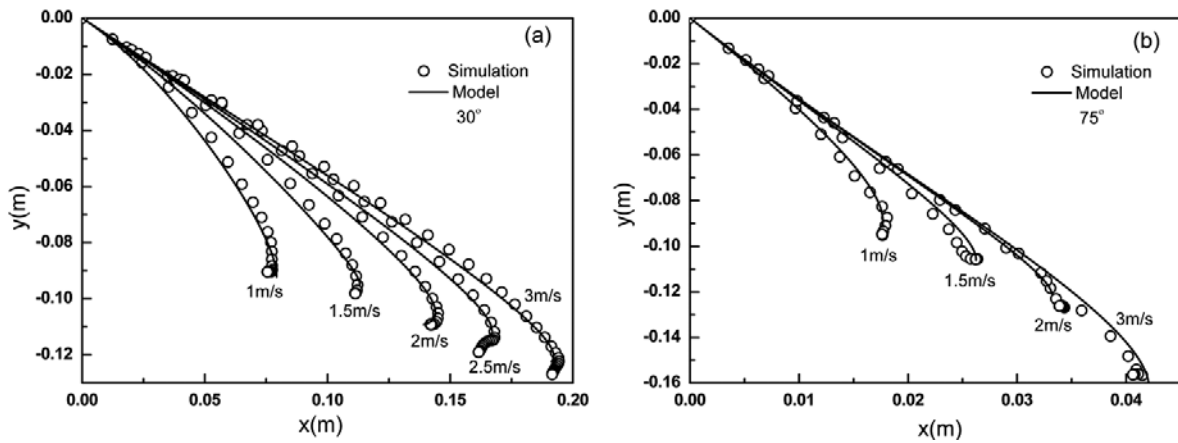 (a)
Simulation
Model
30°
y(m)
0.00
-0.02
-0.04
-0.06
-0.08
-0.10
-0.12
1m/s
1.5m/s
2m/s
2.5m/s
3m/s
0.00
0.05
0.10
0.15
0.20
x(m)
(b)
Simulation
Model
75°
y(m)
0.00
-0.02
-0.04
-0.06
-0.08
-0.10
-0.12
-0.14
-0.16
1m/s
1.5m/s
2m/s
3m/s
0.00
0.01
0.02
0.03
0.04
x(m)